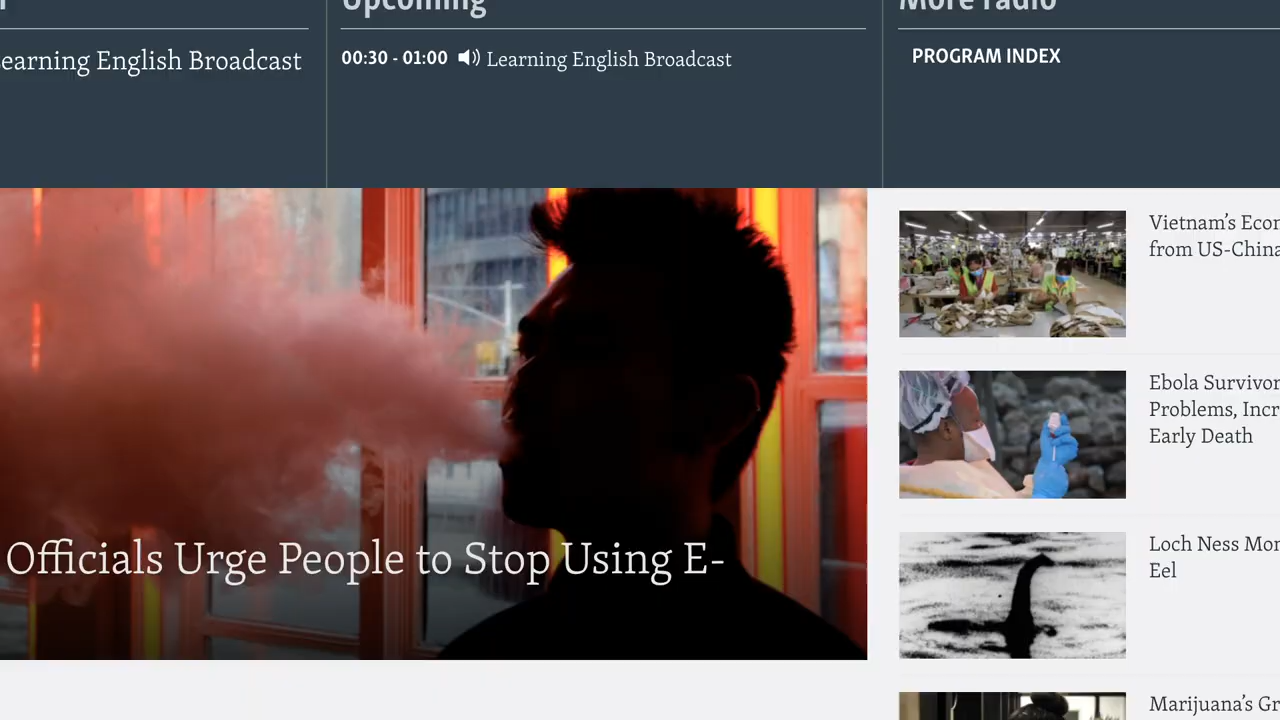 Upcoming
More radio
earning English Broadcast
00:30 - 01:00 Learning English Broadcast
PROGRAM INDEX
Officials Urge People to Stop Using E-
Vietnam's Econ
from US-China
Ebola Survivor
Problems, Incr
Early Death
Loch Ness Mon
Eel
Marijuana's Gr